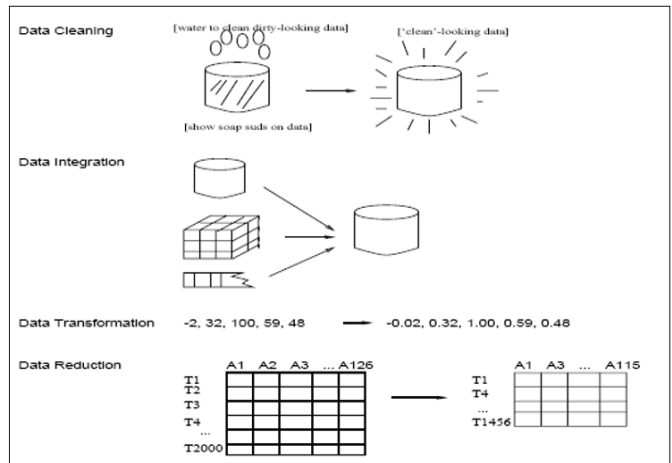 Data Cleaning
[water to clean dirty-looking data]
['clean'-looking data]
[show soap suds on data]
Data Integration
Data Transformation -2, 32, 100, 59, 48 -0.02, 0.32, 1.00, 0.59, 0.48
Data Reduction
A1 A2 A3 ... A126
T1
T2
T3
T4
...
T2000
A1 A3 ... A115
T1
T4
...
T1456